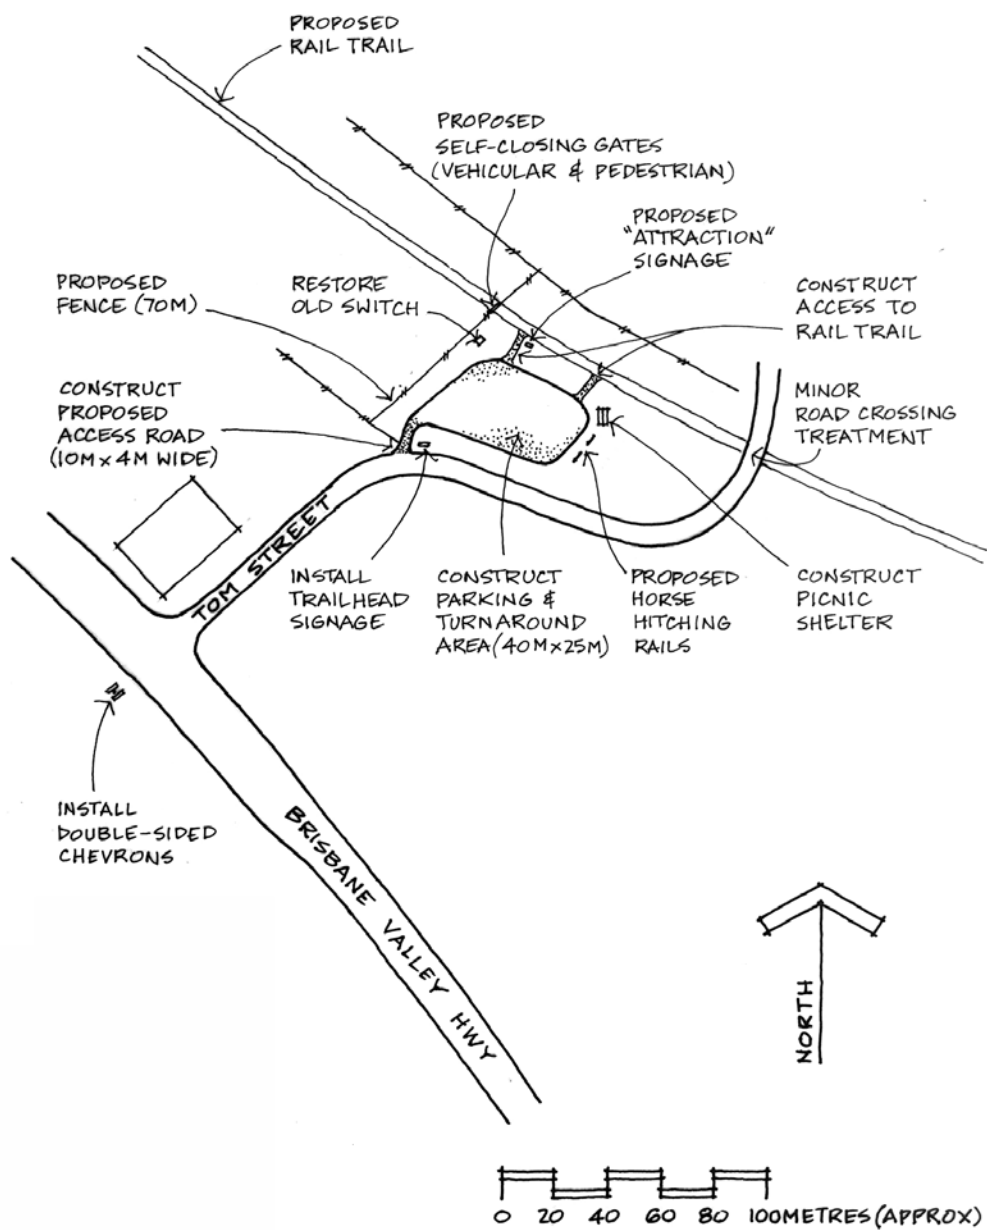 PROPOSED
RAIL TRAIL
PROPOSED
SELF-CLOSING GATES
(VEHICULAR & PEDESTRIAN)
PROPOSED
"ATTRACTION"
SIGNAGE
PROPOSED
FENCE (70M)
RESTORE
OLD SWITCH
CONSTRUCT
ACCESS TO
RAIL TRAIL
CONSTRUCT
PROPOSED
ACCESS ROAD
(10M x 4M WIDE)
MINOR
ROAD CROSSING
TREATMENT
TOM STREET
INSTALL
TRAILHEAD
SIGNAGE
CONSTRUCT
PARKING &
TURNAROUND
AREA (40M x 25M)
PROPOSED
HORSE
HITCHING
RAILS
CONSTRUCT
PICNIC
SHELTER
INSTALL
DOUBLE-SIDED
CHEVRONS
BRISBANE VALLEY HWY
NORTH
0 20 40 60 80 100 METRES (APPROX)